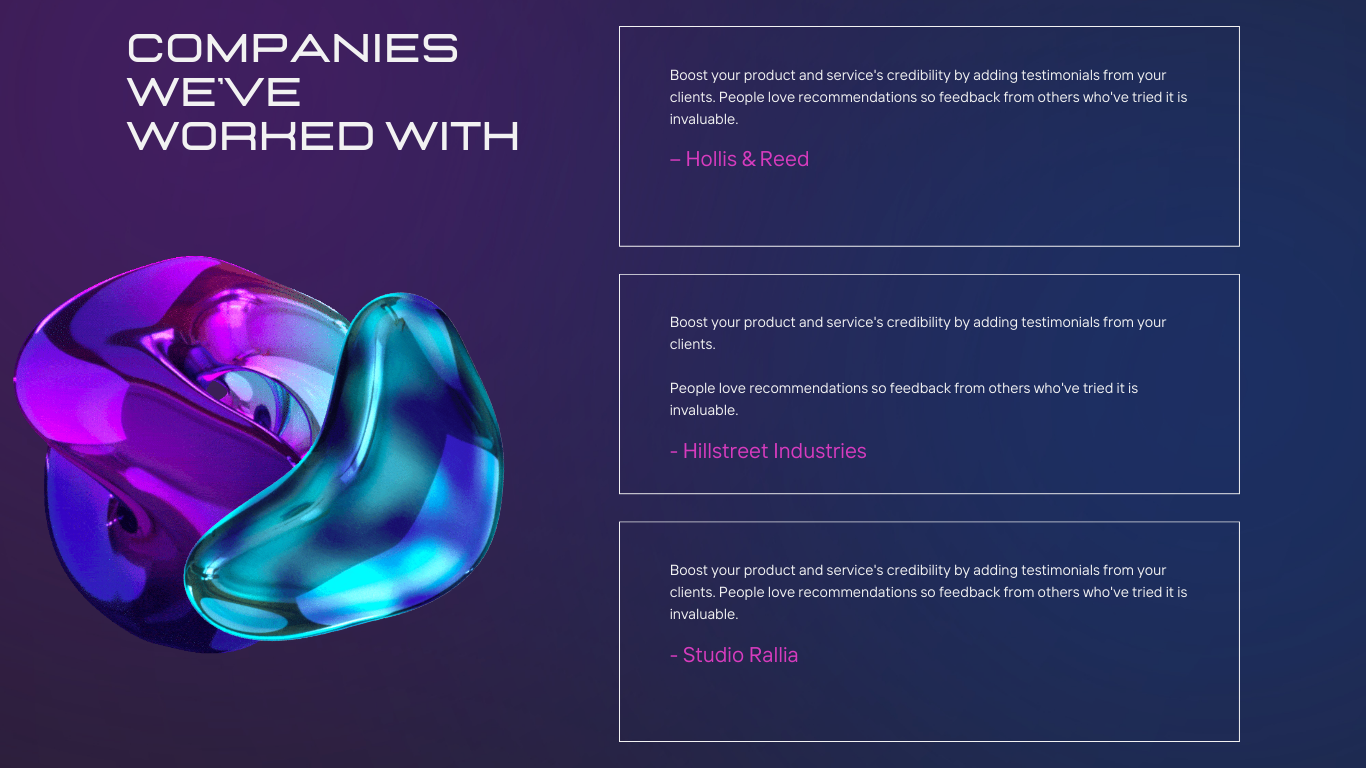 COMPANIES
WE'VE
WORKED WITH
Boost your product and service's credibility by adding testimonials from your
clients. People love recommendations so feedback from others who've tried it is
invaluable.
– Hollis & Reed
Boost your product and service's credibility by adding testimonials from your
clients.
People love recommendations so feedback from others who've tried it is
invaluable.
- Hillstreet Industries
Boost your product and service's credibility by adding testimonials from your
clients. People love recommendations so feedback from others who've tried it is
invaluable.
- Studio Rallia